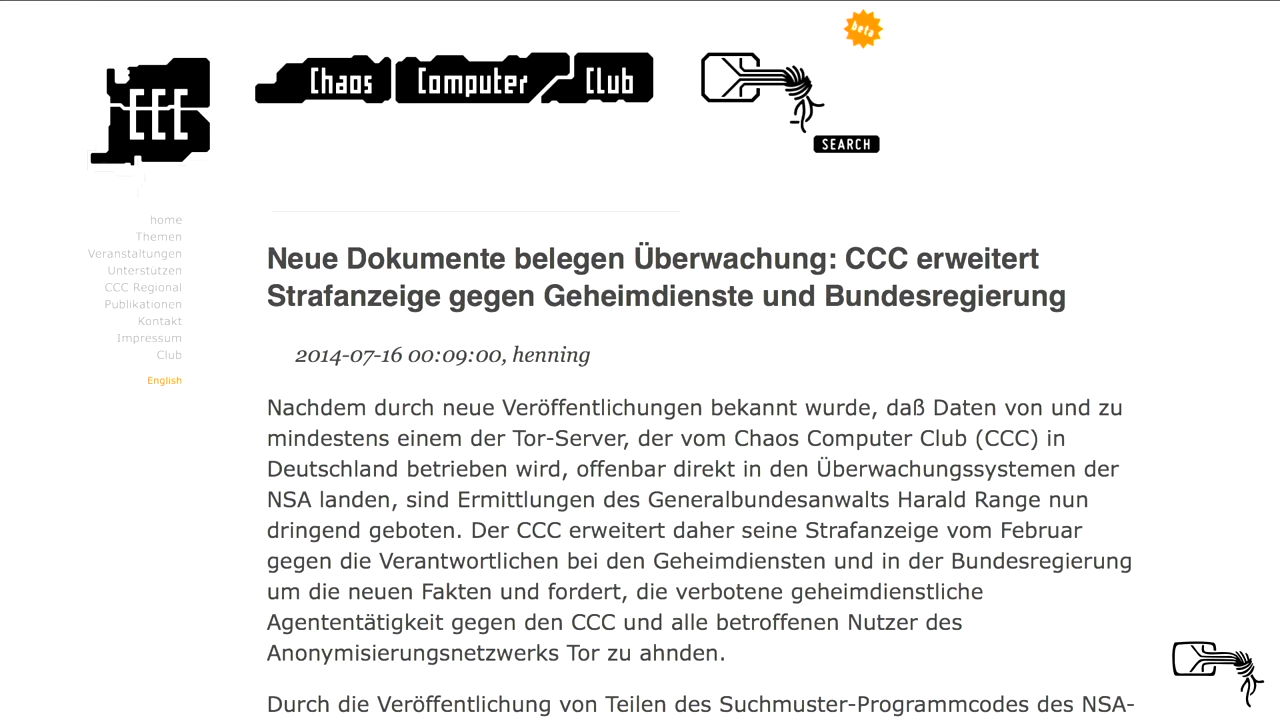 beta
CCC
Chaos Computer Club
SEARCH
home
Themen
Veranstaltungen
Unterstutzen
CCC Regional
Publikationen
Kontakt
Impressum
Club
English
Neue Dokumente belegen Überwachung: CCC erweitert
Strafanzeige gegen Geheimdienste und Bundesregierung
2014-07-16 00:09:00, henning
Nachdem durch neue Veröffentlichungen bekannt wurde, daß Daten von und zu
mindestens einem der Tor-Server, der vom Chaos Computer Club (CCC) in
Deutschland betrieben wird, offenbar direkt in den Überwachungssystemen der
NSA landen, sind Ermittlungen des Generalbundesanwalts Harald Range nun
dringend geboten. Der CCC erweitert daher seine Strafanzeige vom Februar
gegen die Verantwortlichen bei den Geheimdiensten und in der Bundesregierung
um die neuen Fakten und fordert, die verbotene geheimdienstliche
Agententätigkeit gegen den CCC und alle betroffenen Nutzer des
Anonymisierungsnetzwerks Tor zu ahnden.
Durch die Veröffentlichung von Teilen des Suchmuster-Programmcodes des NSA-